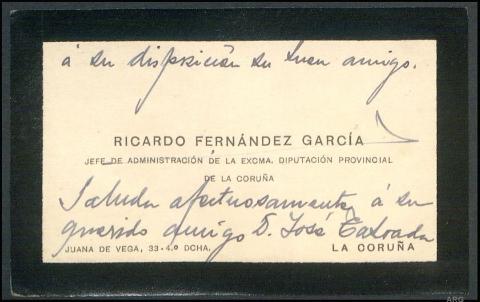 á su disposición su buen amigo.
RICARDO FERNÁNDEZ GARCÍA
JEFE DE ADMINISTRACIÓN DE LA EXCMA. DIPUTACIÓN PROVINCIAL
DE LA CORUÑA
Saluda afectuosamente á su
querido amigo D. José
JUANA DE VEGA, 33-4.º DCHA. LA CORUÑA
ARG